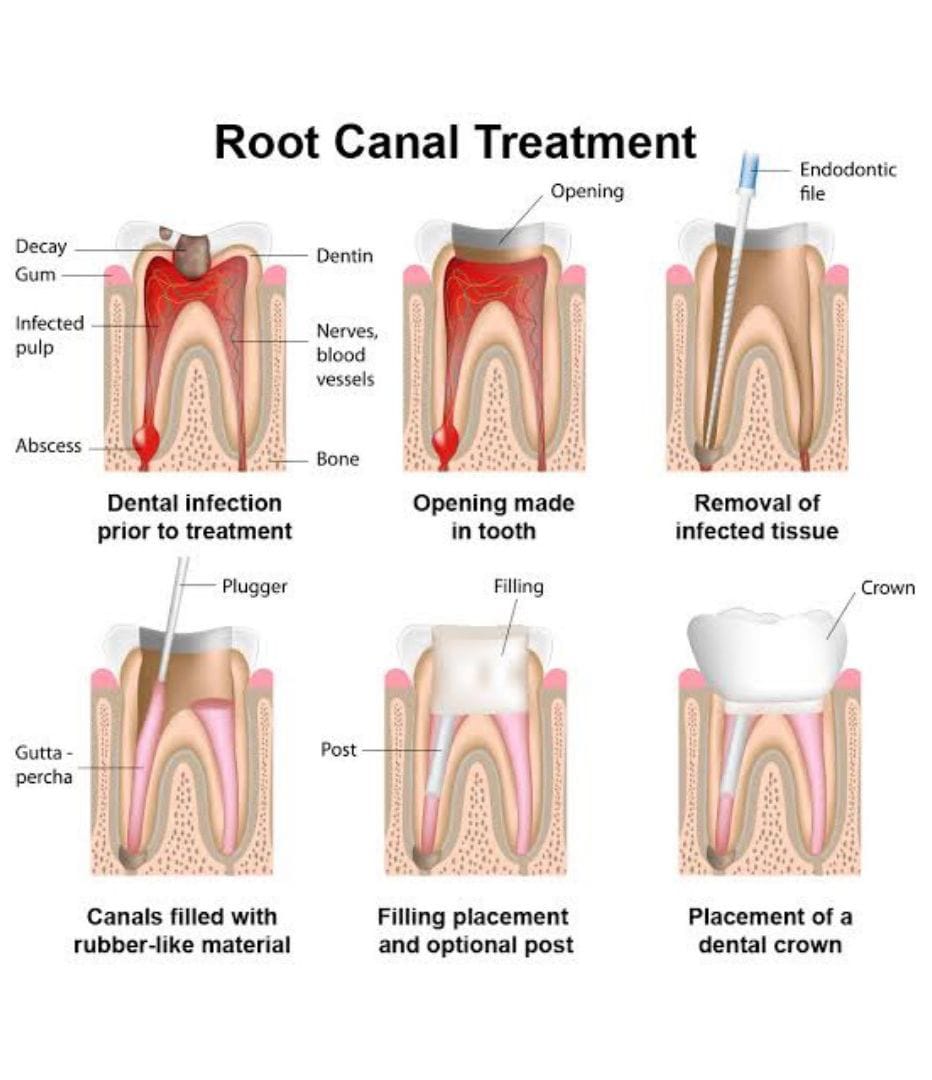 Root Canal Treatment
Decay
Gum
Infected
pulp
Abscess
Dentin
Nerves,
blood
vessels
Bone
Dental infection
prior to treatment
Opening
Opening made
in tooth
Endodontic
file
Removal of
infected tissue
Plugger
Gutta -
percha
Canals filled with
rubber-like material
Filling
Post
Filling placement
and optional post
Crown
Placement of a
dental crown